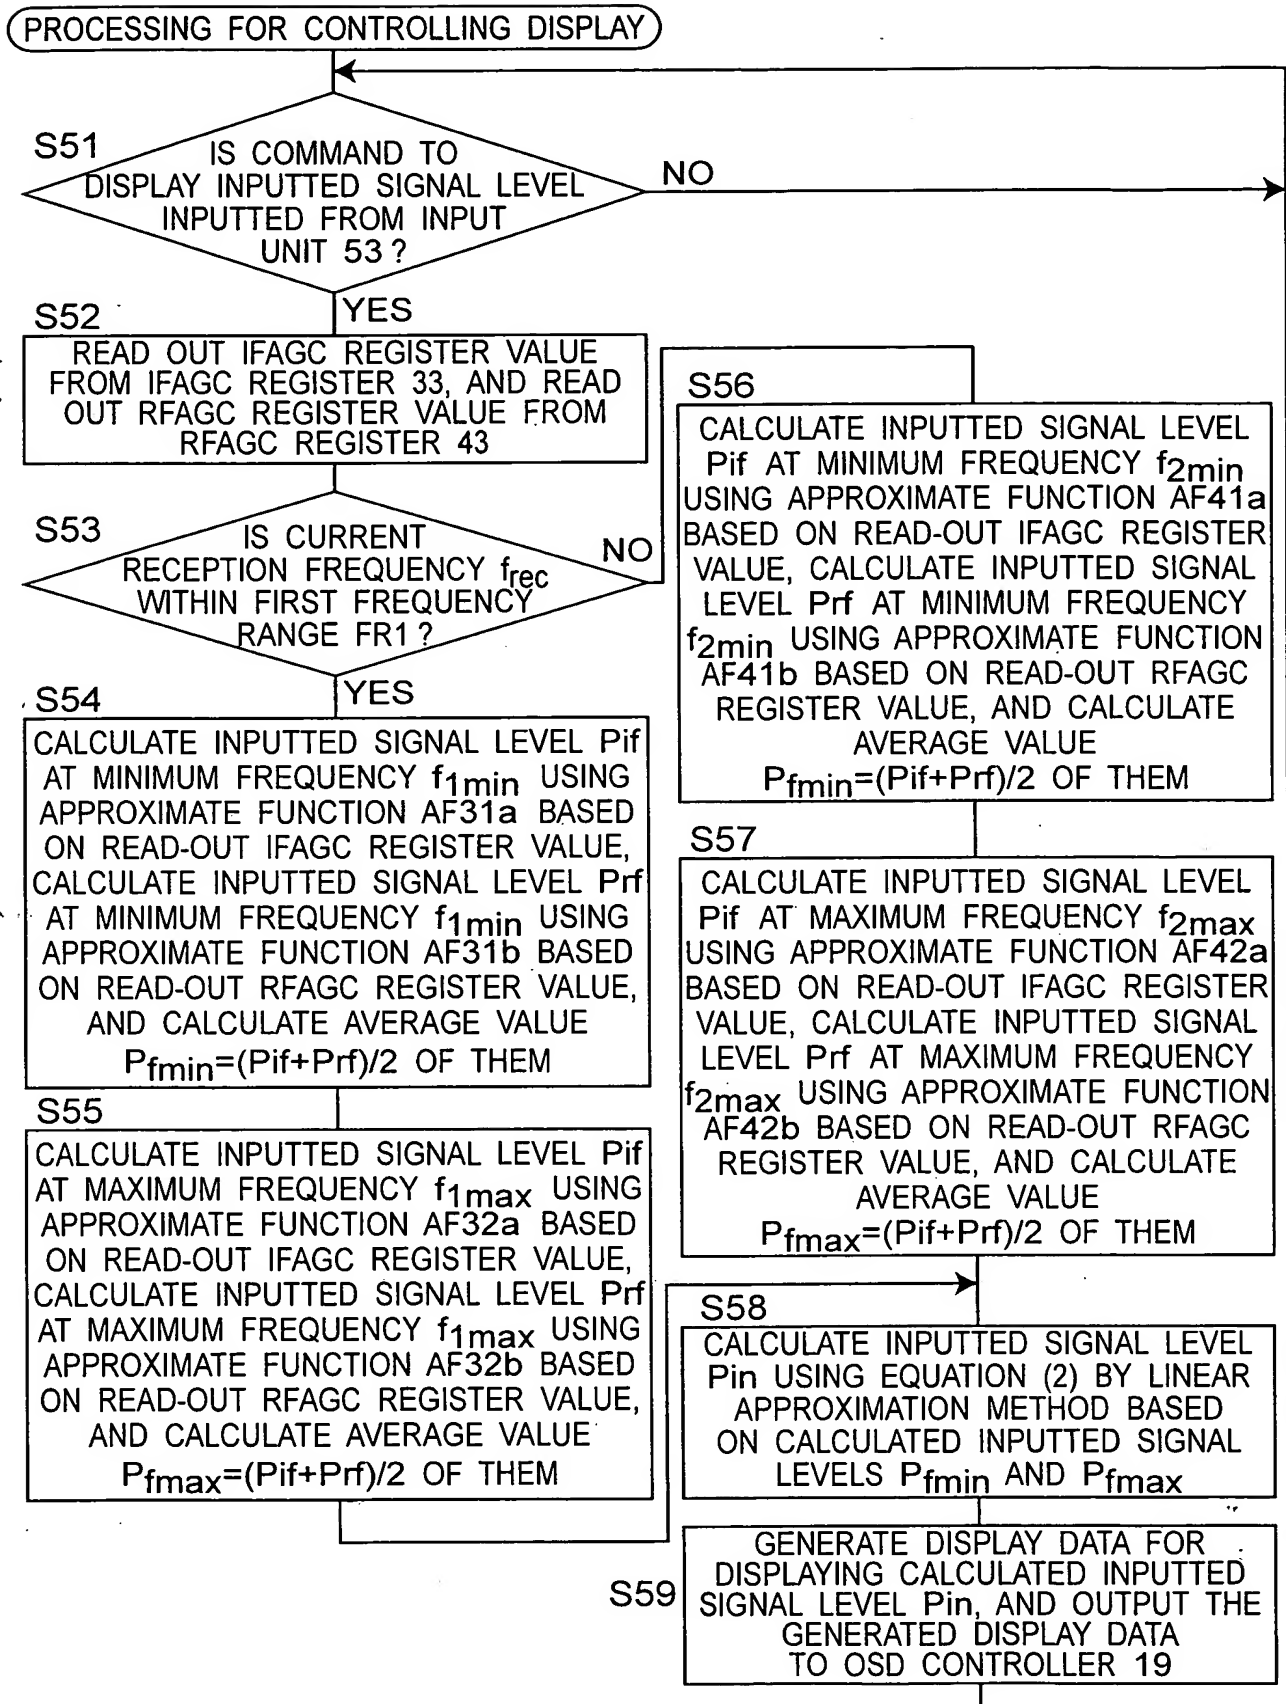 PROCESSING FOR CONTROLLING DISPLAY
S51
IS COMMAND TO
DISPLAY INPUTTED SIGNAL LEVEL
INPUTTED FROM INPUT
UNIT 53 ?
NO
YES
S52
READ OUT IFAGC REGISTER VALUE
FROM IFAGC REGISTER 33, AND READ
OUT RFAGC REGISTER VALUE FROM
RFAGC REGISTER 43
S53
IS CURRENT
RECEPTION FREQUENCY frec
WITHIN FIRST FREQUENCY
RANGE FR1 ?
NO
YES
S54
CALCULATE INPUTTED SIGNAL LEVEL Pif
AT MINIMUM FREQUENCY f1min USING
APPROXIMATE FUNCTION AF31a BASED
ON READ-OUT IFAGC REGISTER VALUE,
CALCULATE INPUTTED SIGNAL LEVEL Prf
AT MINIMUM FREQUENCY f1min USING
APPROXIMATE FUNCTION AF31b BASED
ON READ-OUT RFAGC REGISTER VALUE,
AND CALCULATE AVERAGE VALUE
Pfmin=(Pif+Prf)/2 OF THEM
S55
CALCULATE INPUTTED SIGNAL LEVEL Pif
AT MAXIMUM FREQUENCY f1max USING
APPROXIMATE FUNCTION AF32a BASED
ON READ-OUT IFAGC REGISTER VALUE,
CALCULATE INPUTTED SIGNAL LEVEL Prf
AT MAXIMUM FREQUENCY f1max USING
APPROXIMATE FUNCTION AF32b BASED
ON READ-OUT RFAGC REGISTER VALUE,
AND CALCULATE AVERAGE VALUE
Pfmax=(Pif+Prf)/2 OF THEM
S56
CALCULATE INPUTTED SIGNAL LEVEL
Pif AT MINIMUM FREQUENCY f2min
USING APPROXIMATE FUNCTION AF41a
BASED ON READ-OUT IFAGC REGISTER
VALUE, CALCULATE INPUTTED SIGNAL
LEVEL Prf AT MINIMUM FREQUENCY
f2min USING APPROXIMATE FUNCTION
AF41b BASED ON READ-OUT RFAGC
REGISTER VALUE, AND CALCULATE
AVERAGE VALUE
Pfmin=(Pif+Prf)/2 OF THEM
S57
CALCULATE INPUTTED SIGNAL LEVEL
Pif AT MAXIMUM FREQUENCY f2max
USING APPROXIMATE FUNCTION AF42a
BASED ON READ-OUT IFAGC REGISTER
VALUE, CALCULATE INPUTTED SIGNAL
LEVEL Prf AT MAXIMUM FREQUENCY
f2max USING APPROXIMATE FUNCTION
AF42b BASED ON READ-OUT RFAGC
REGISTER VALUE, AND CALCULATE
AVERAGE VALUE
Pfmax=(Pif+Prf)/2 OF THEM
S58
CALCULATE INPUTTED SIGNAL LEVEL
Pin USING EQUATION (2) BY LINEAR
APPROXIMATION METHOD BASED
ON CALCULATED INPUTTED SIGNAL
LEVELS Pfmin AND Pfmax
S59
GENERATE DISPLAY DATA FOR
DISPLAYING CALCULATED INPUTTED
SIGNAL LEVEL Pin, AND OUTPUT THE
GENERATED DISPLAY DATA
TO OSD CONTROLLER 19